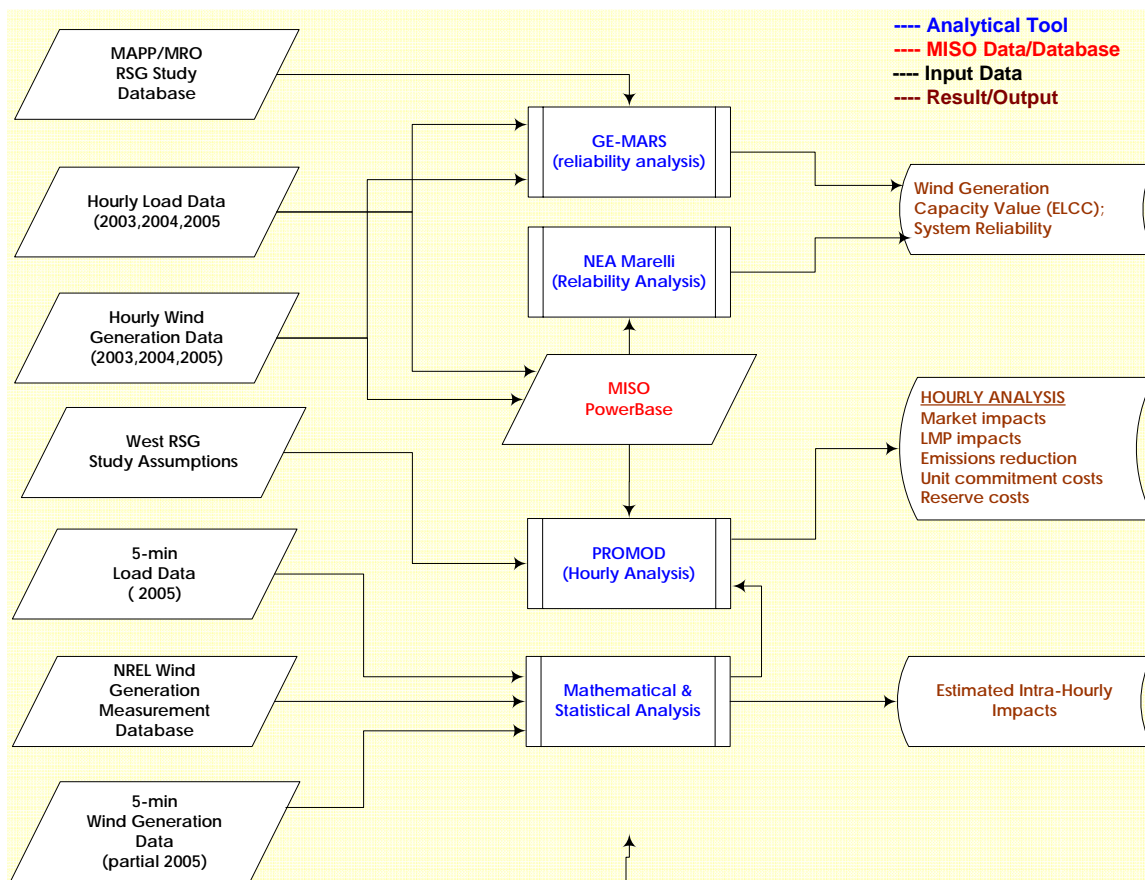 ---- Analytical Tool
---- MISO Data/Database
---- Input Data
---- Result/Output
MAPP/MRO
RSG Study
Database
GE-MARS
(reliability analysis)
Wind Generation
Capacity Value (ELCC);
System Reliability
Hourly Load Data
(2003,2004,2005
NEA Marelli
(Relability Analysis)
Hourly Wind
Generation Data
(2003,2004,2005)
MISO
PowerBase
HOURLY ANALYSIS
Market impacts
LMP impacts
Emissions reduction
Unit commitment costs
Reserve costs
West RSG
Study Assumptions
5-min
Load Data
( 2005)
PROMOD
(Hourly Analysis)
NREL Wind
Generation
Measurement
Database
Mathematical &
Statistical Analysis
Estimated Intra-Hourly
Impacts
5-min
Wind Generation
Data
(partial 2005)